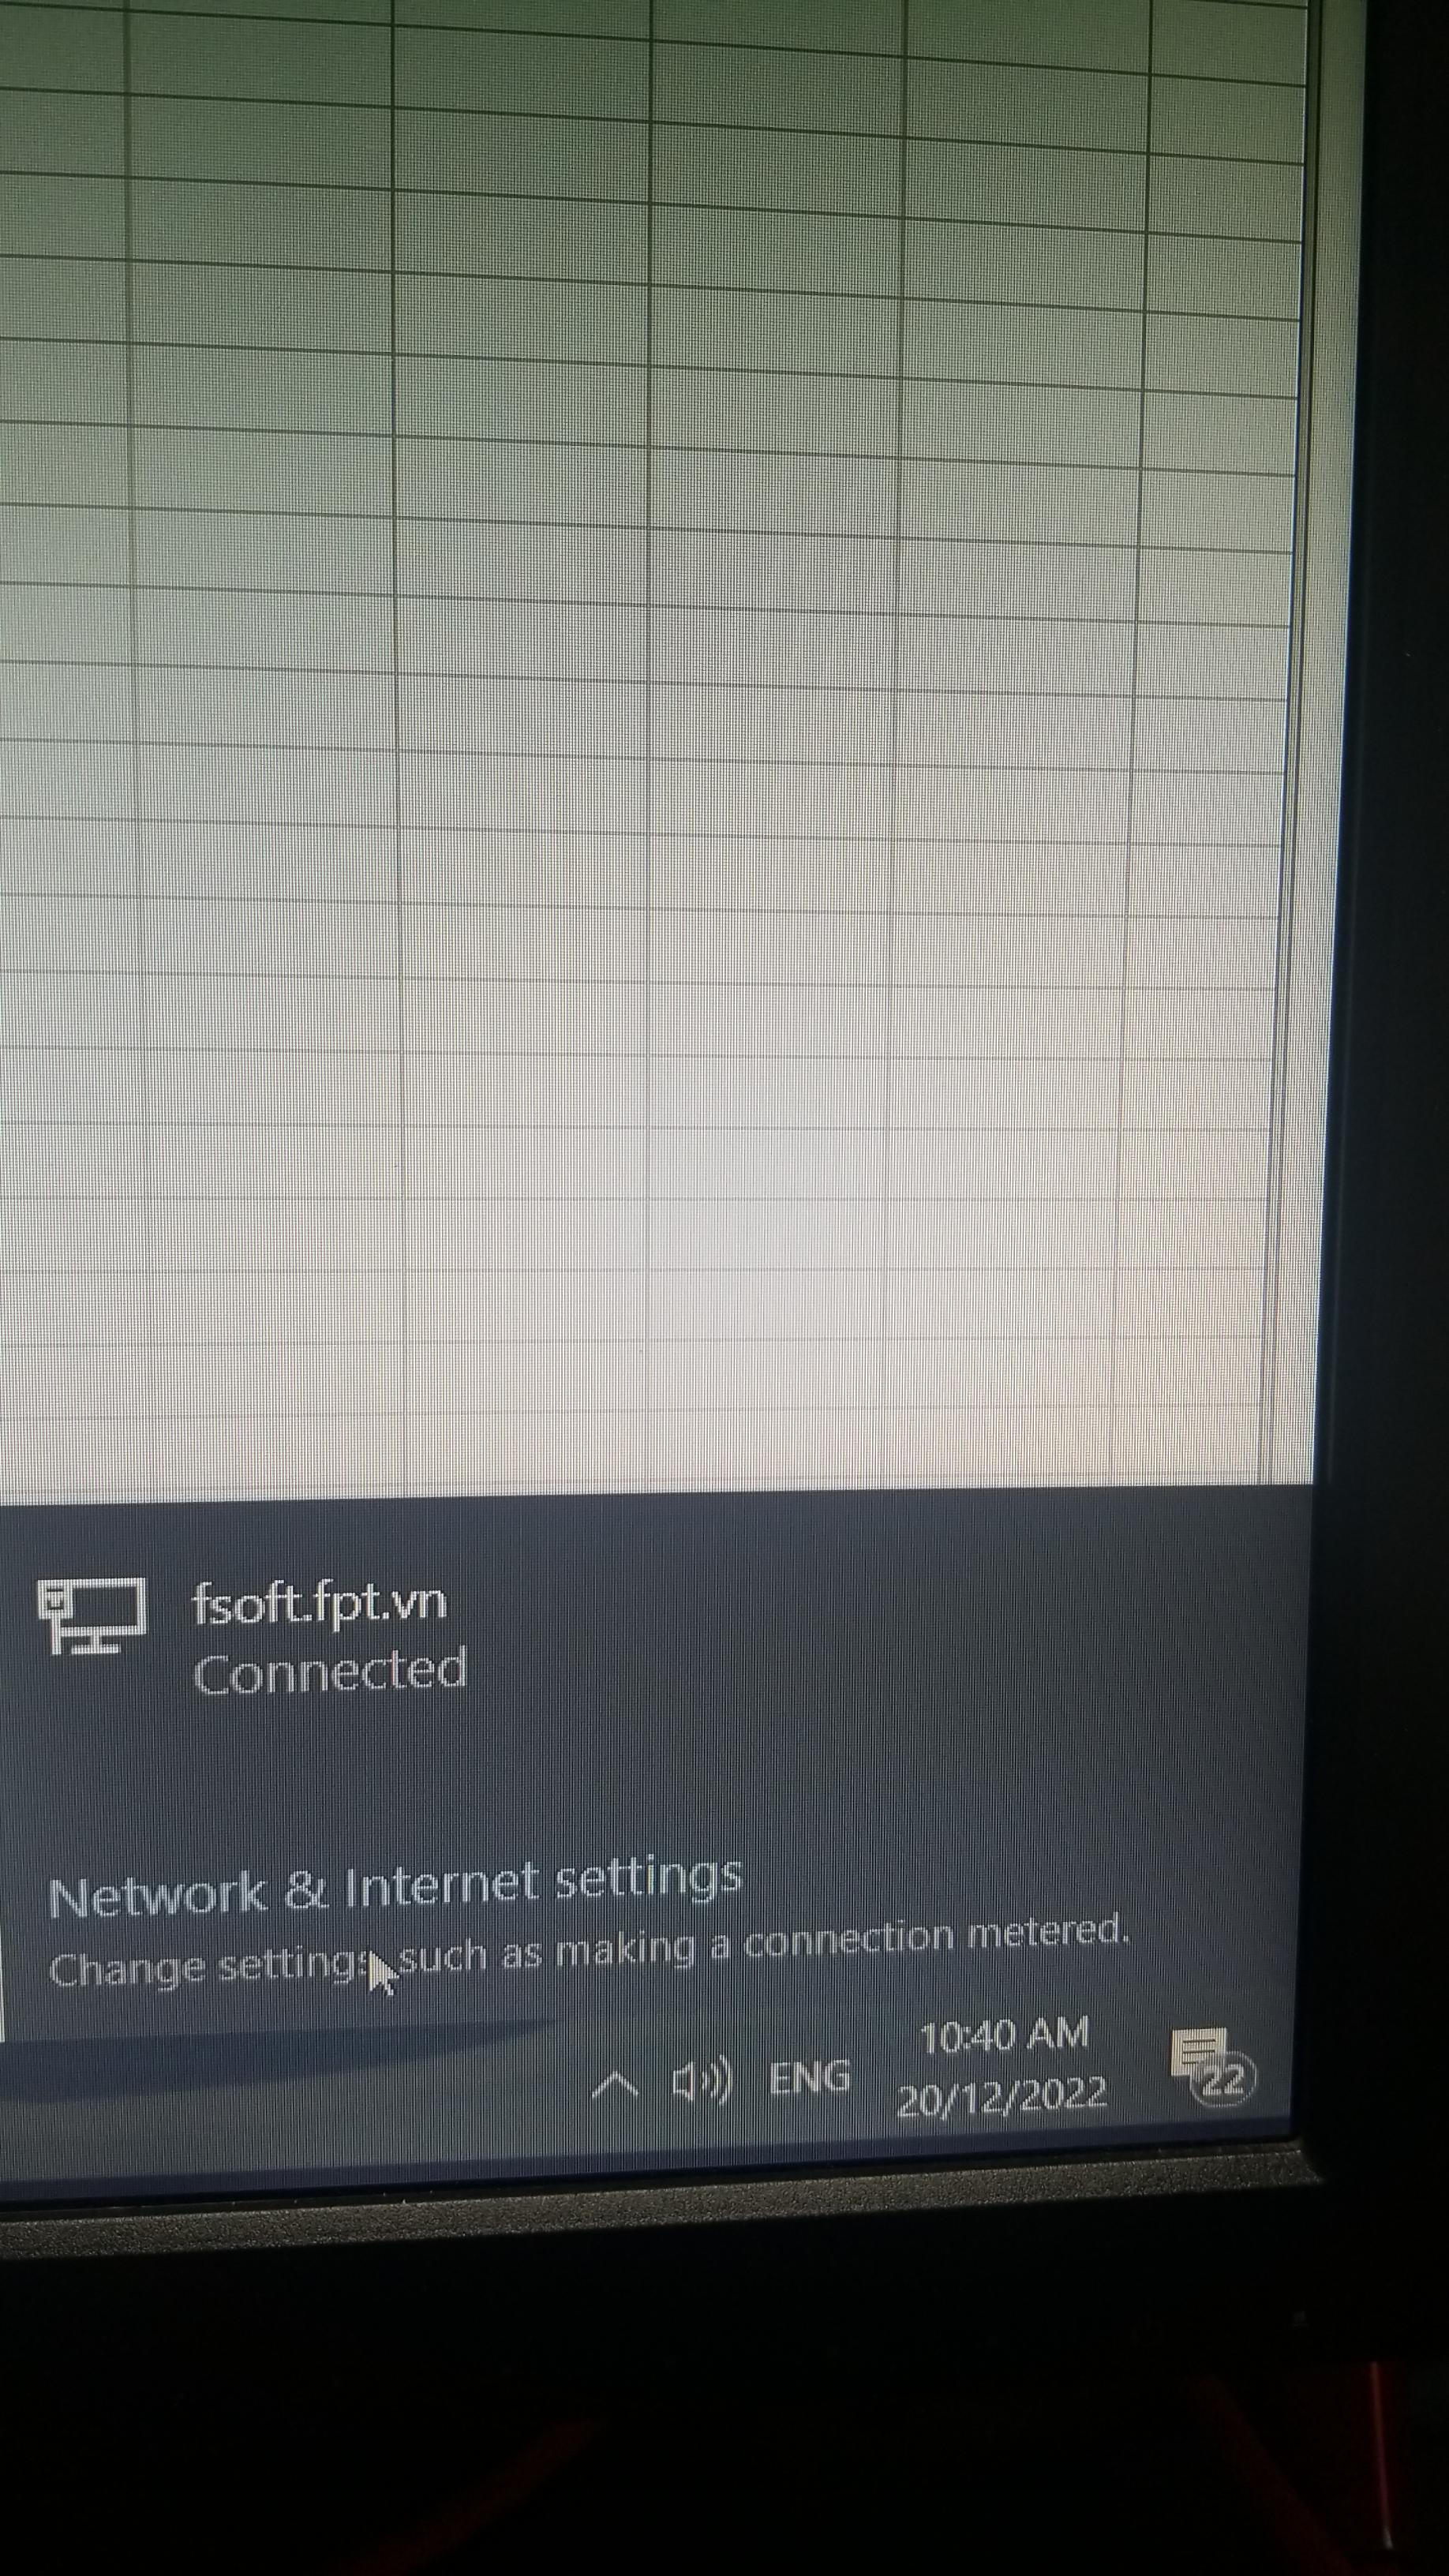 fsoft.fpt.vn
Connected
Network & Internet settings
Change settings, such as making a connection metered.
ENG
10:40 AM
20/12/2022
22